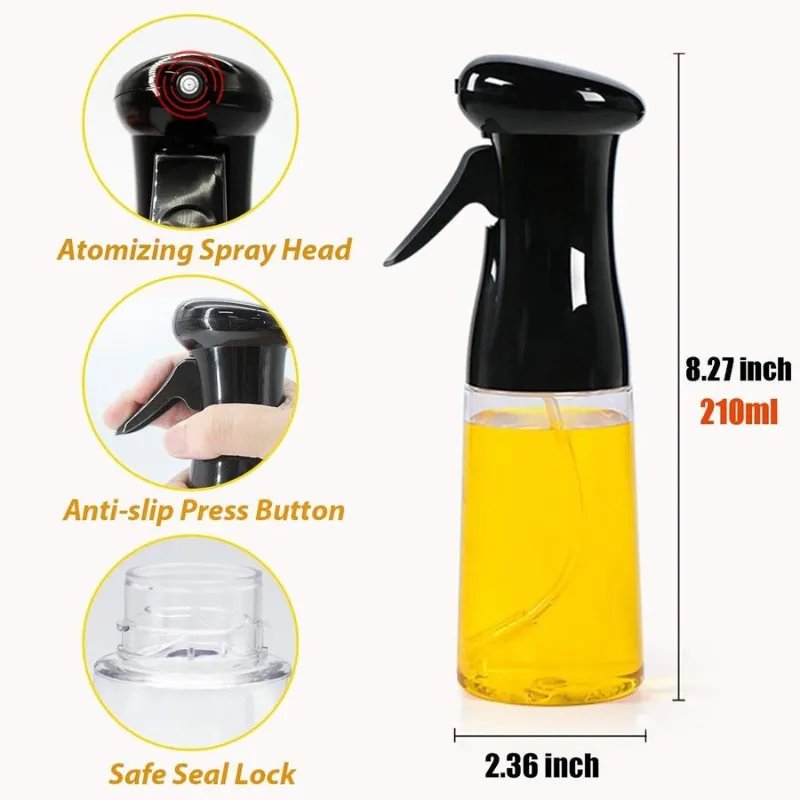 Atomizing Spray Head
Anti-slip Press Button
Safe Seal Lock
8.27 inch
210ml
2.36 inch